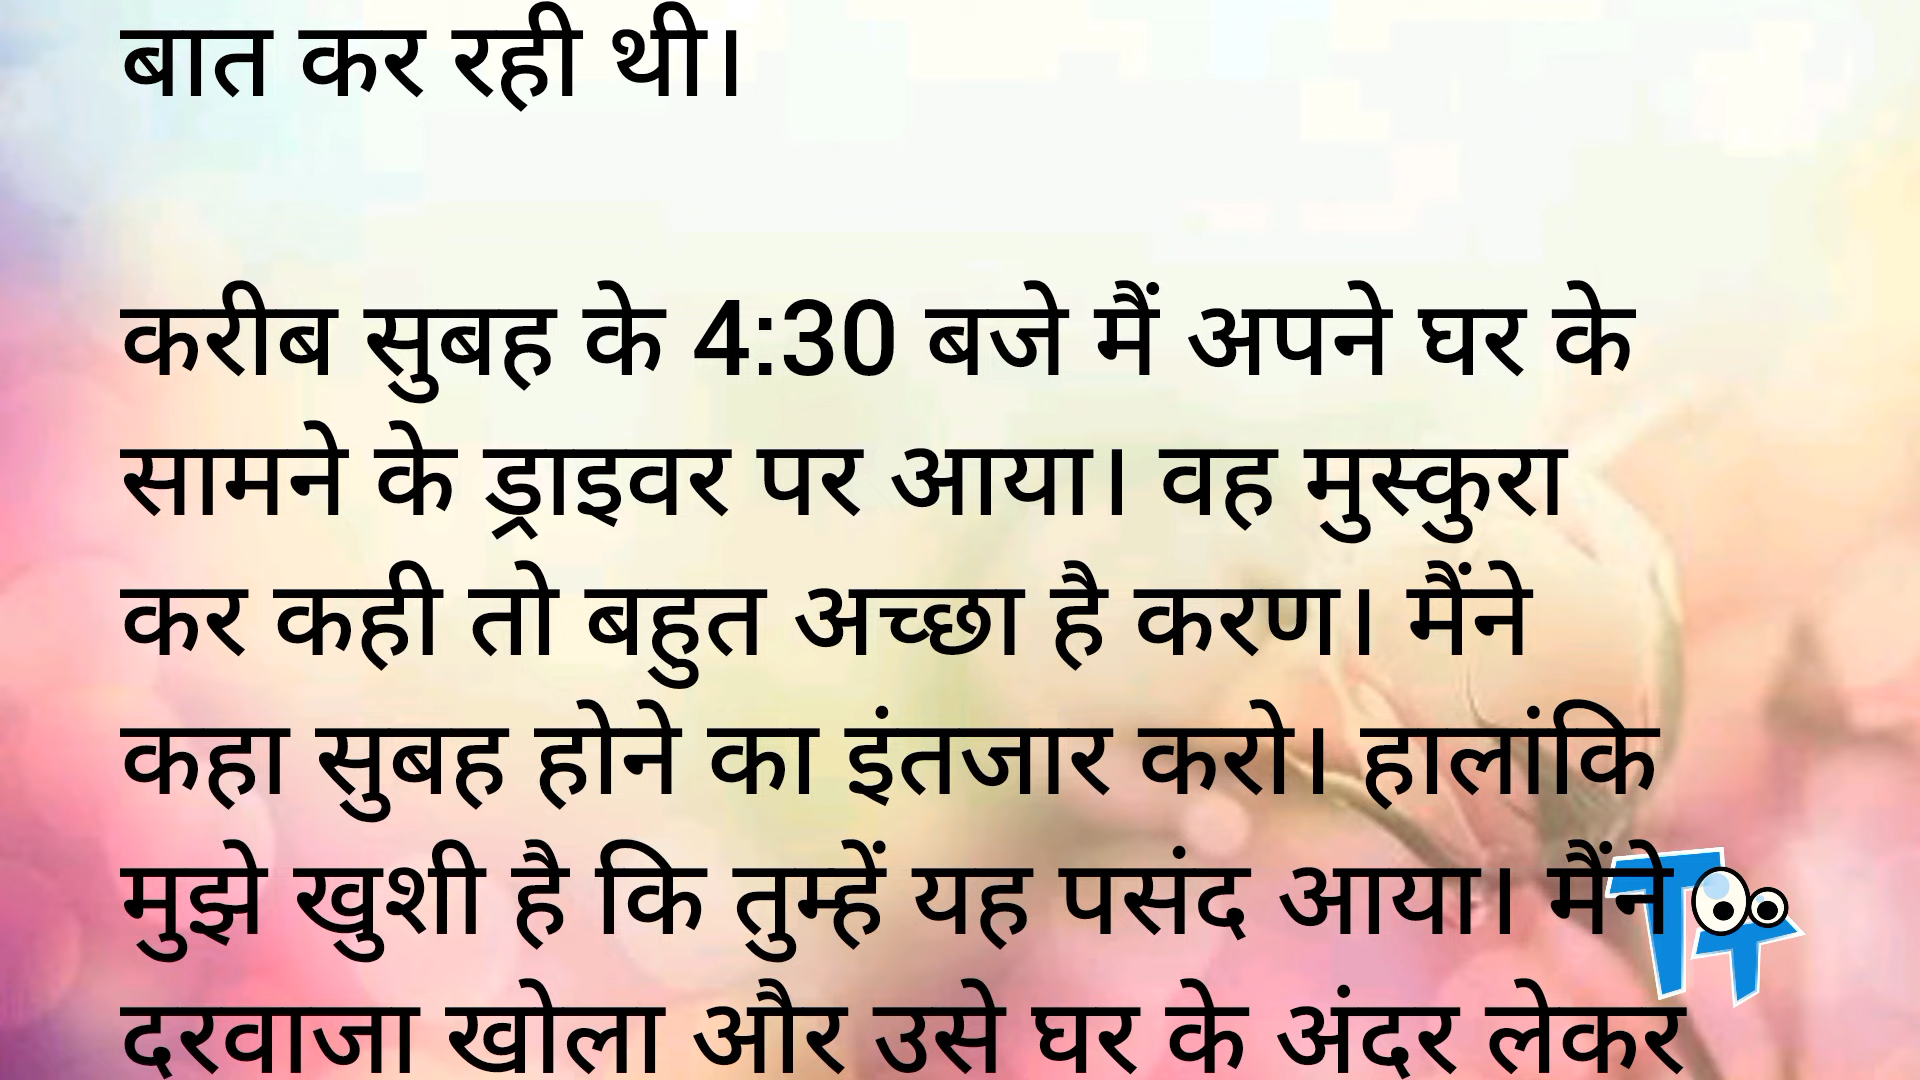 बात कर रही थी।
करीब सुबह के 4:30 बजे मैं अपने घर के
सामने के ड्राइवर पर आया। वह मुस्कुरा
कर कही तो बहुत अच्छा है करण। मैंने
कहा सुबह होने का इंतजार करो। हालांकि
मुझे खुशी है कि तुम्हें यह पसंद आया। मैंने
दरवाजा खोला और उसे घर के अंदर लेकर
TT